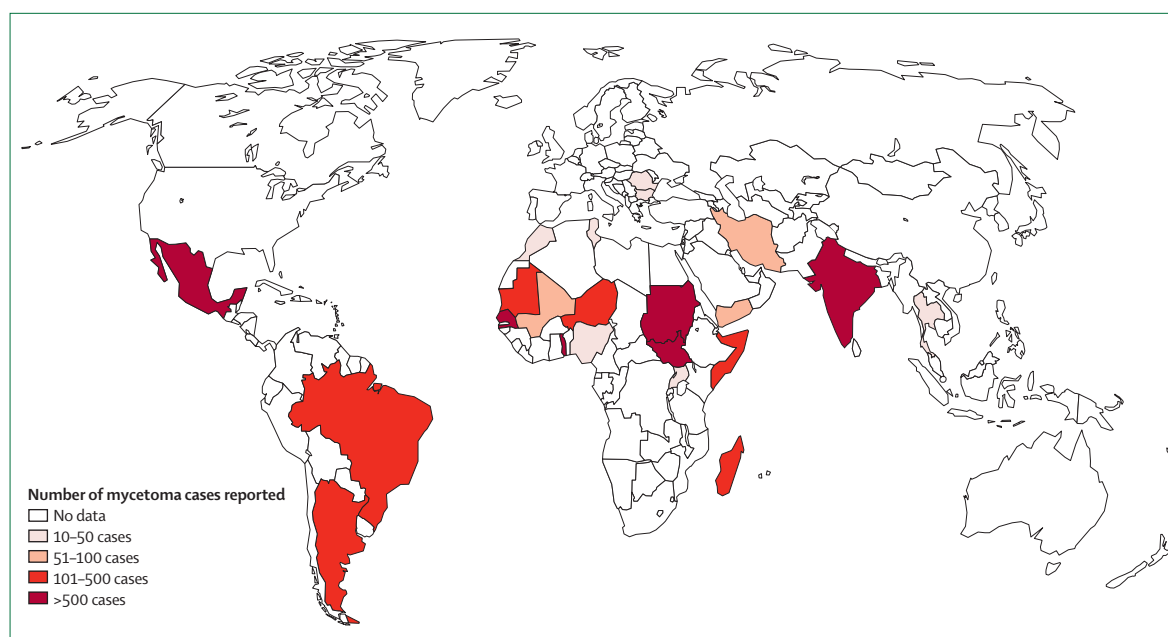 Number of mycetoma cases reported
No data
10–50 cases
51–100 cases
101–500 cases
>500 cases